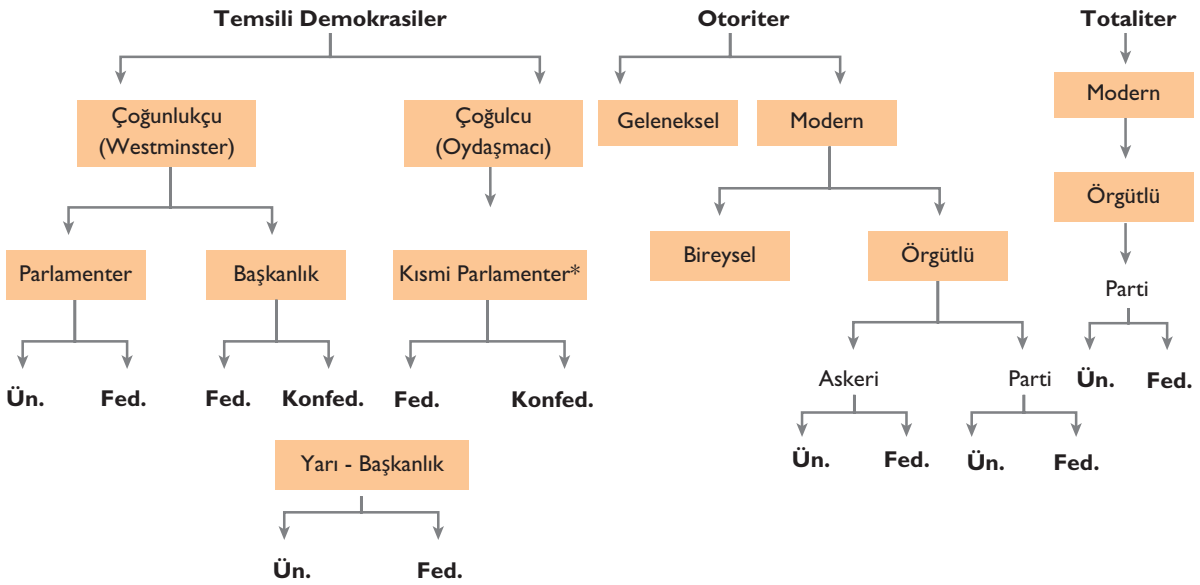 Temsili Demokrasiler
Otoriter
Totaliter
Çoğunlukçu
(Westminster)
Çoğulcu
(Oydaşmacı)
Geleneksel
Modern
Modern
Örgütlü
Parlamenter
Başkanlık
Kısmi Parlamenter*
Bireysel
Örgütlü
Parti
Ün.
Fed.
Fed.
Konfed.
Fed.
Konfed.
Askeri
Parti
Ün.
Fed.
Yarı - Başkanlık
Ün.
Fed.
Ün.
Fed.
Ün.
Fed.